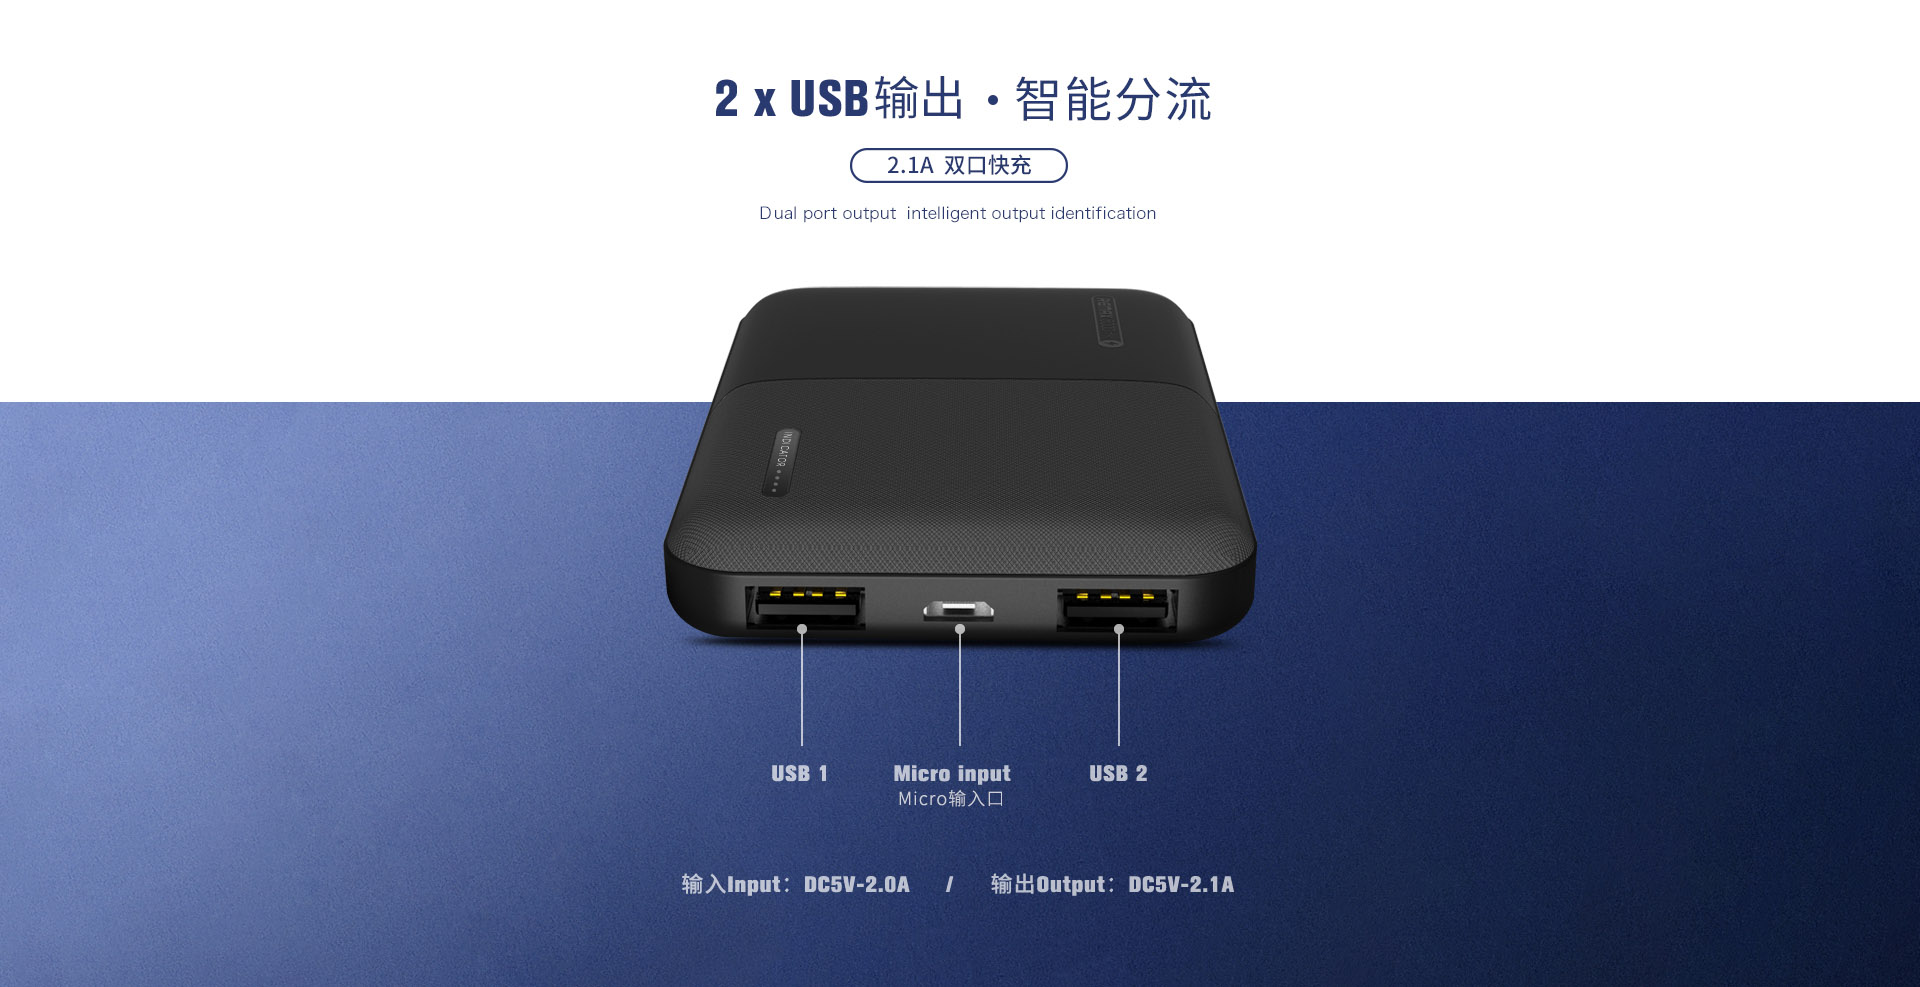 2 x USB输出 · 智能分流
2.1A 双口快充
Dual port output intelligent output identification
INDICATOR
USB 1
Micro input
Micro输入口
USB 2
输入Input：DC5V-2.0A / 输出Output：DC5V-2.1A